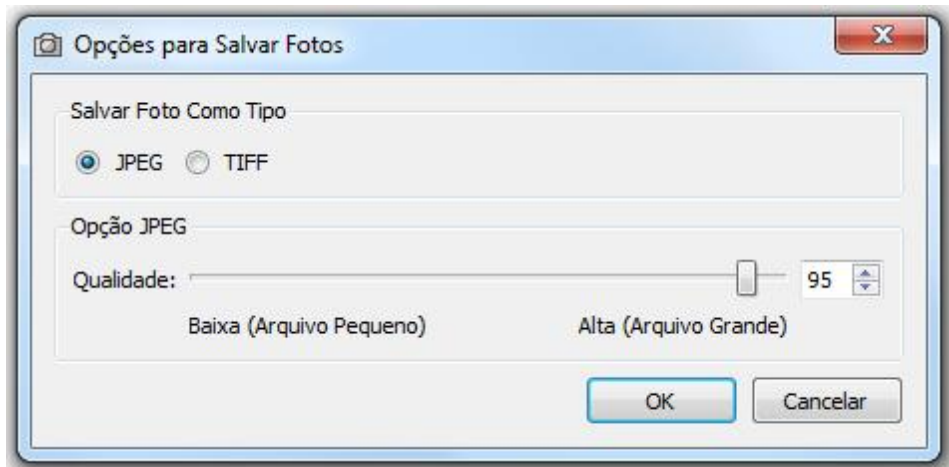 Opções para Salvar Fotos
Salvar Foto Como Tipo
JPEG TIFF
Opção JPEG
Qualidade: 95
Baixa (Arquivo Pequeno) Alta (Arquivo Grande)
OK Cancelar